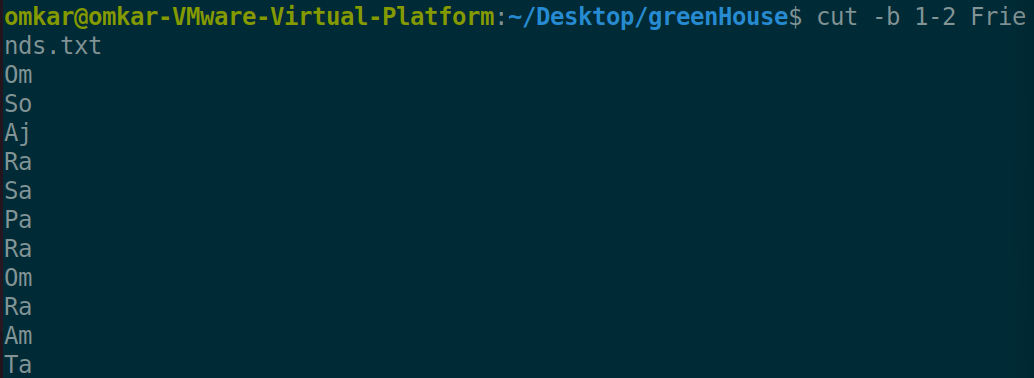 omkar@omkar-VMware-Virtual-Platform:~/Desktop/greenHouse$ cut -b 1-2 Frie
nds.txt
Om
So
Aj
Ra
Sa
Pa
Ra
Om
Ra
Am
Ta